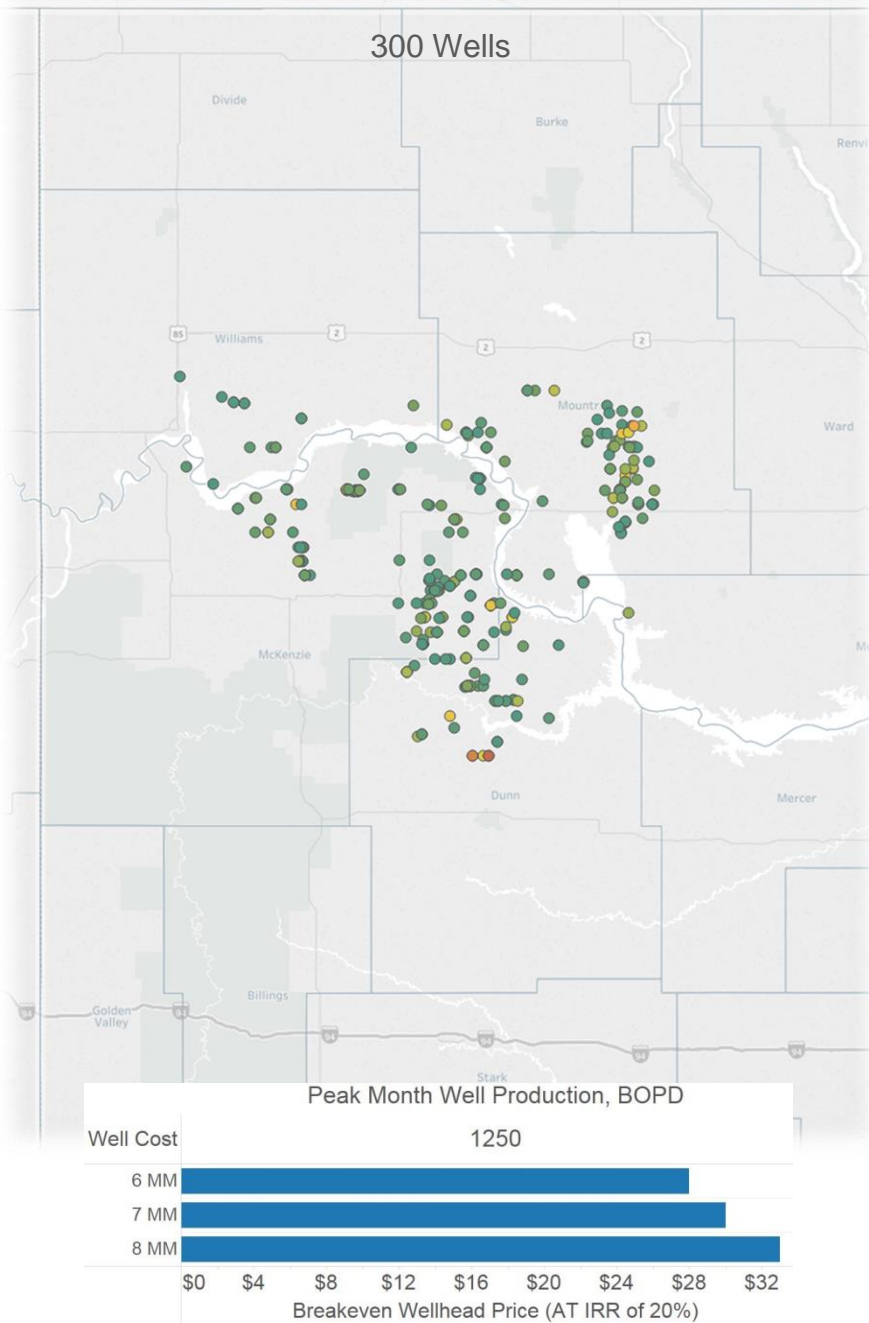 300 Wells
Divide
Burke
Renvi
85
Williams
2
2
2
Mountr
Ward
McKenzie
Dunn
Mercer
Billings
Golden
Valley
94
94
94
94
94
94
Stark
Peak Month Well Production, BOPD
Well Cost 1250
6 MM
7 MM
8 MM
$0 $4 $8 $12 $16 $20 $24 $28 $32
Breakeven Wellhead Price (AT IRR of 20%)